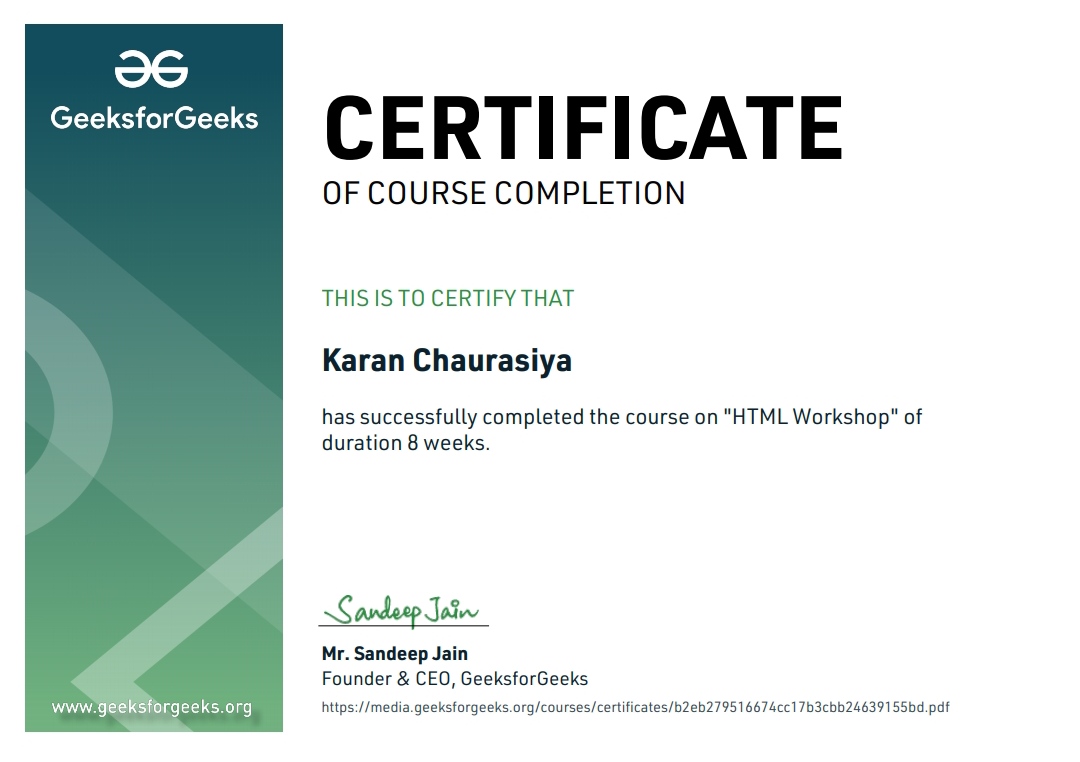 GeeksforGeeks
CERTIFICATE
OF COURSE COMPLETION
THIS IS TO CERTIFY THAT
Karan Chaurasiya
has successfully completed the course on "HTML Workshop" of
duration 8 weeks.
Sandeep Jain
Mr. Sandeep Jain
Founder & CEO, GeeksforGeeks
https://media.geeksforgeeks.org/courses/certificates/b2eb279516674cc17b3cbb24639155bd.pdf
www.geeksforgeeks.org